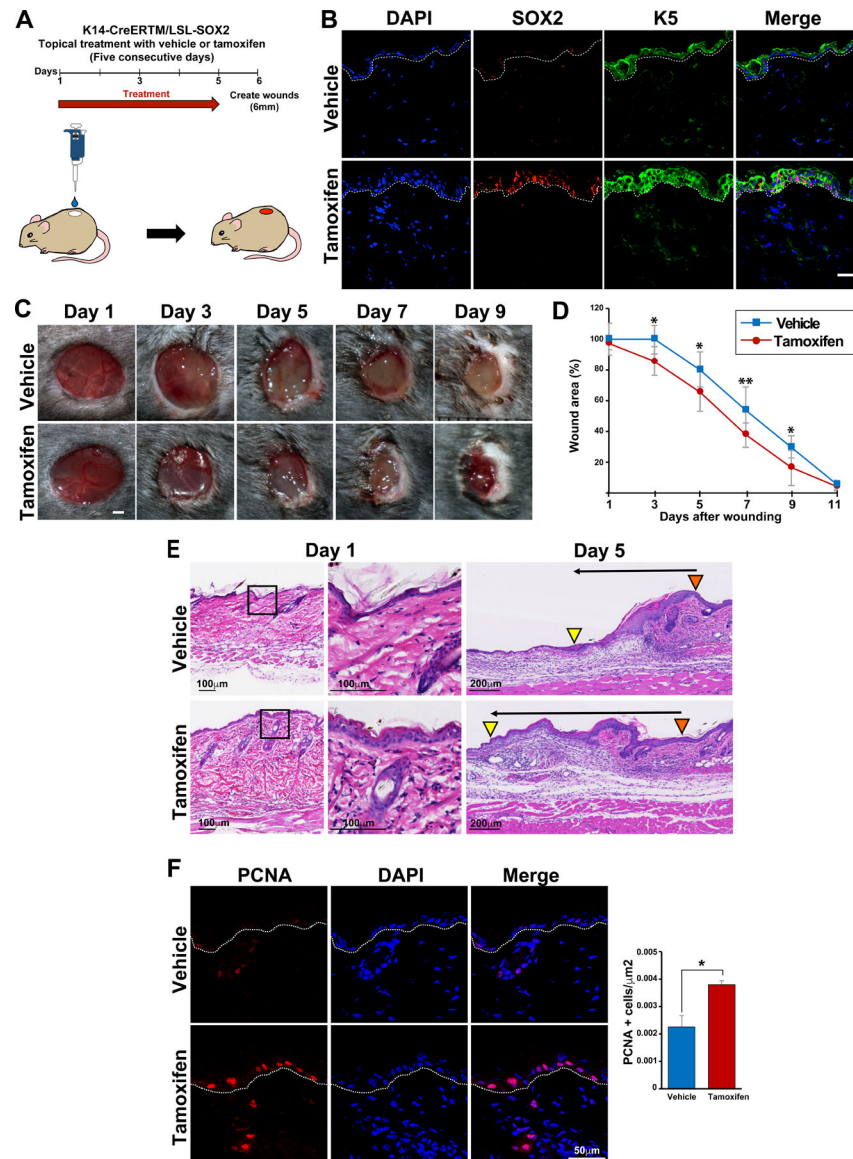 A
K14-CreERTM/LSL-SOX2
Topical treatment with vehicle or tamoxifen
(Five consecutive days)
Days
1 3 5 6
Treatment
Create wounds
(6mm)
B
DAPI SOX2 K5 Merge
Vehicle
Tamoxifen
C
Day 1 Day 3 Day 5 Day 7 Day 9
Vehicle
Tamoxifen
D
Wound area (%)
120
100
80
60
40
20
* * ** *
Vehicle
Tamoxifen
1 3 5 7 9 11
Days after wounding
E
Day 1 Day 5
Vehicle
100μm 100μm 200μm
Tamoxifen
100μm 100μm 200μm
F
PCNA DAPI Merge
Vehicle
Tamoxifen
50μm
PCNA + cells/μm2
0.005
0.004
0.003
0.002
0.001
0
*
Vehicle Tamoxifen